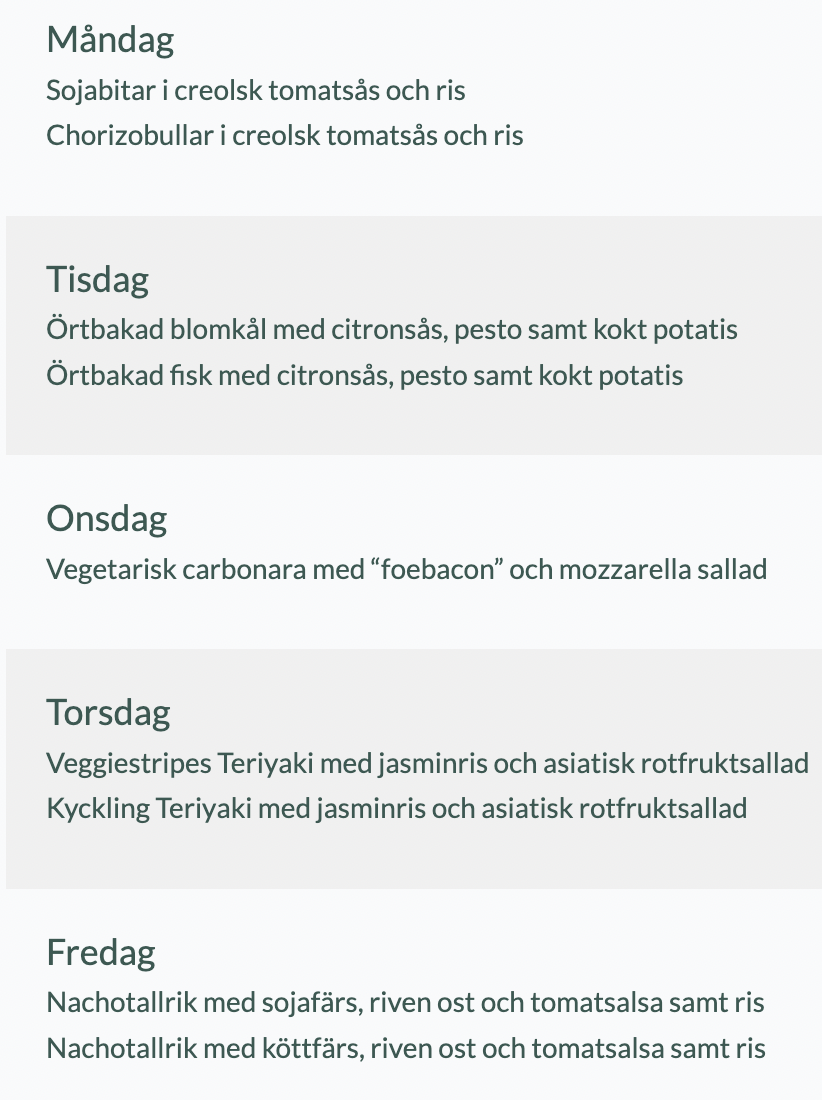 Måndag
Sojabitar i creolsk tomatsås och ris
Chorizobullar i creolsk tomatsås och ris
Tisdag
Örtbakad blomkål med citronsås, pesto samt kokt potatis
Örtbakad fisk med citronsås, pesto samt kokt potatis
Onsdag
Vegetarisk carbonara med “foebacon” och mozzarella sallad
Torsdag
Veggiestripes Teriyaki med jasminris och asiatisk rotfruktsallad
Kyckling Teriyaki med jasminris och asiatisk rotfruktsallad
Fredag
Nachotallrik med sojafärs, riven ost och tomatsalsa samt ris
Nachotallrik med köttfärs, riven ost och tomatsalsa samt ris